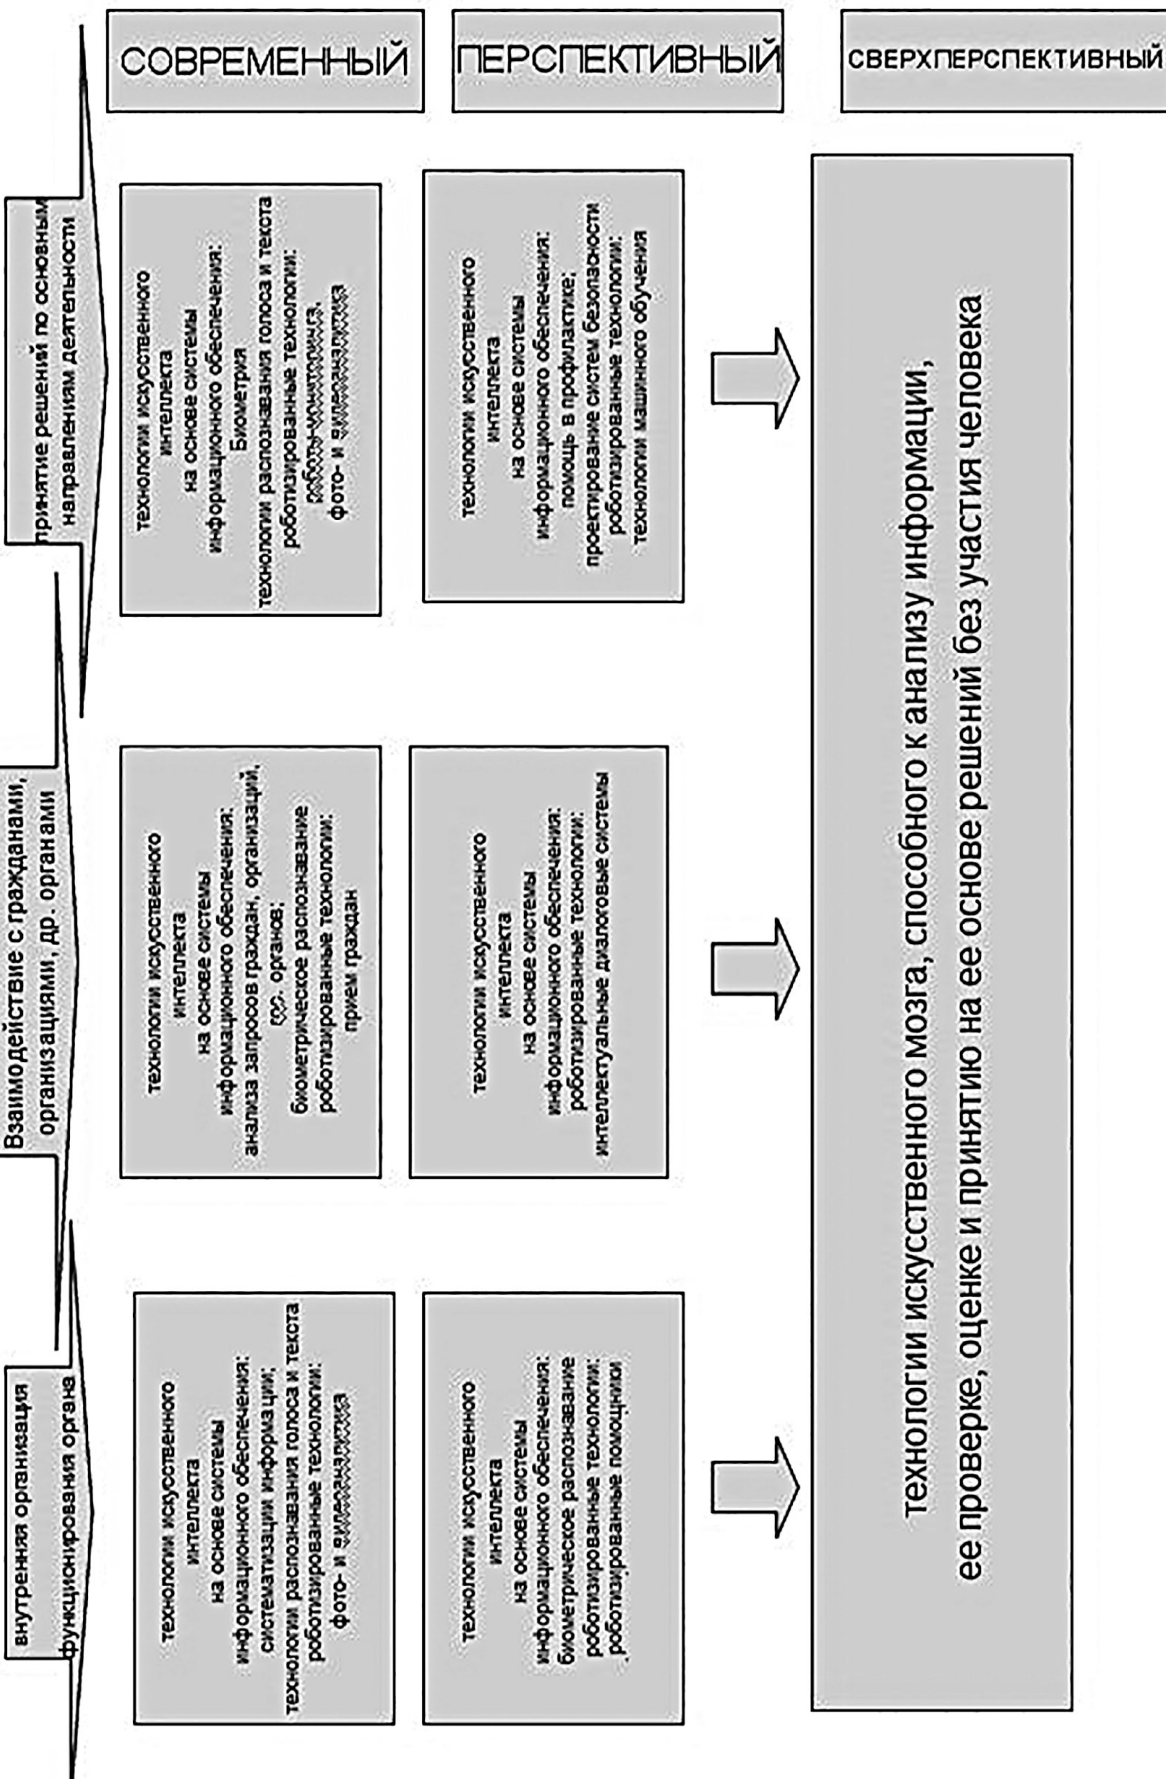 СОВРЕМЕННЫЙ
ПЕРСПЕКТИВНЫЙ
СВЕРХПЕРСПЕКТИВНЫЙ
внутренняя организация
функционирования органа
Взаимодействие с гражданами,
организациями, др. органами
принятие решений по основным
направлениям деятельности
технологии искусственного
интеллекта
на основе системы
информационного обеспечения:
систематизации информации;
технологии распознавания голоса и текста
роботизированные технологии:
фото- и видеоаналитика
технологии искусственного
интеллекта
на основе системы
информационного обеспечения:
анализа запросов граждан, организаций,
гос. органов;
биометрическое распознование
роботизированные технологии:
прием граждан
технологии искусственного
интеллекта
на основе системы
информационного обеспечения:
Биометрия
технологии распознавания голоса и текста
роботизированные технологии:
роботы-мониторинга,
фото- и видеоаналитика
технологии искусственного
интеллекта
на основе системы
информационного обеспечения:
биометрическое распознавание
роботизированные технологии:
роботизированные помощники
технологии искусственного
интеллекта
на основе системы
информационного обеспечения:
роботизированные технологии:
интеллектуальные диалоговые системы
технологии искусственного
интеллекта
на основе системы
информационного обеспечения:
помощь в профилактике;
проектирование систем безопасности
роботизированные технологии:
технологии машинного обучения
технологии искусственного мозга, способного к анализу информации,
ее проверке, оценке и принятию на ее основе решений без участия человека